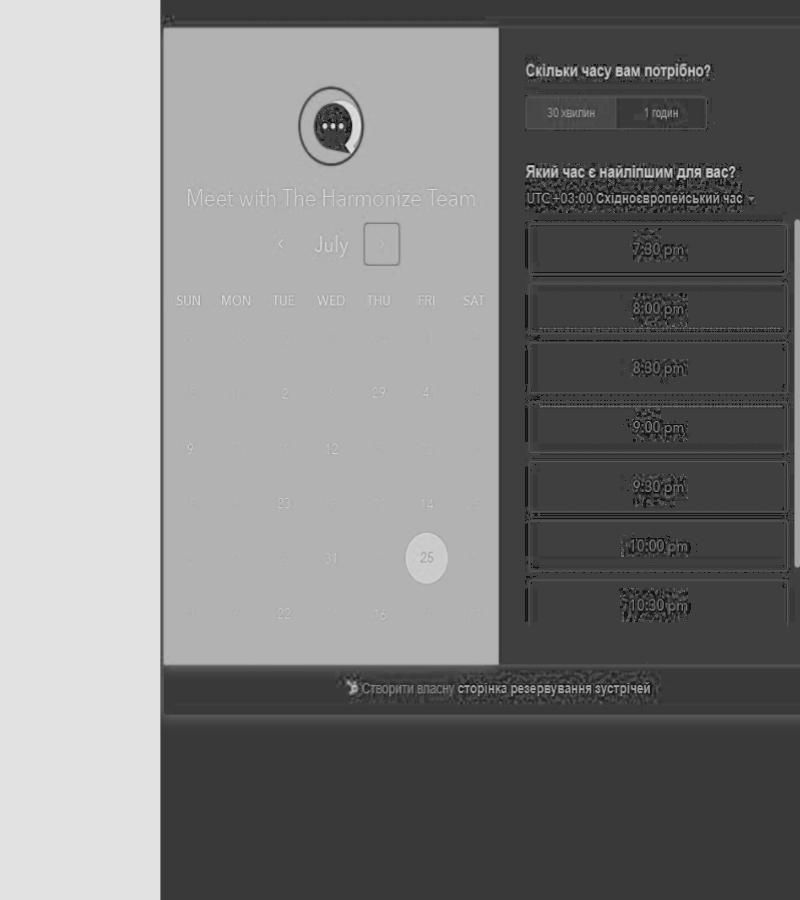 Meet with The Harmonize Team
July
SUN MON TUE WED THU FRI SAT
2 29 4
9 12
23 14
31 25
22 16
Скільки часу вам потрібно?
30 хвилин 1 годин
Який час є найліпшим для вас?
UTC+03:00 Східноєвропейський час
7:30 pm
8:00 pm
8:30 pm
9:00 pm
9:30 pm
10:00 pm
10:30 pm
Створити власну сторінка резервування зустрічей